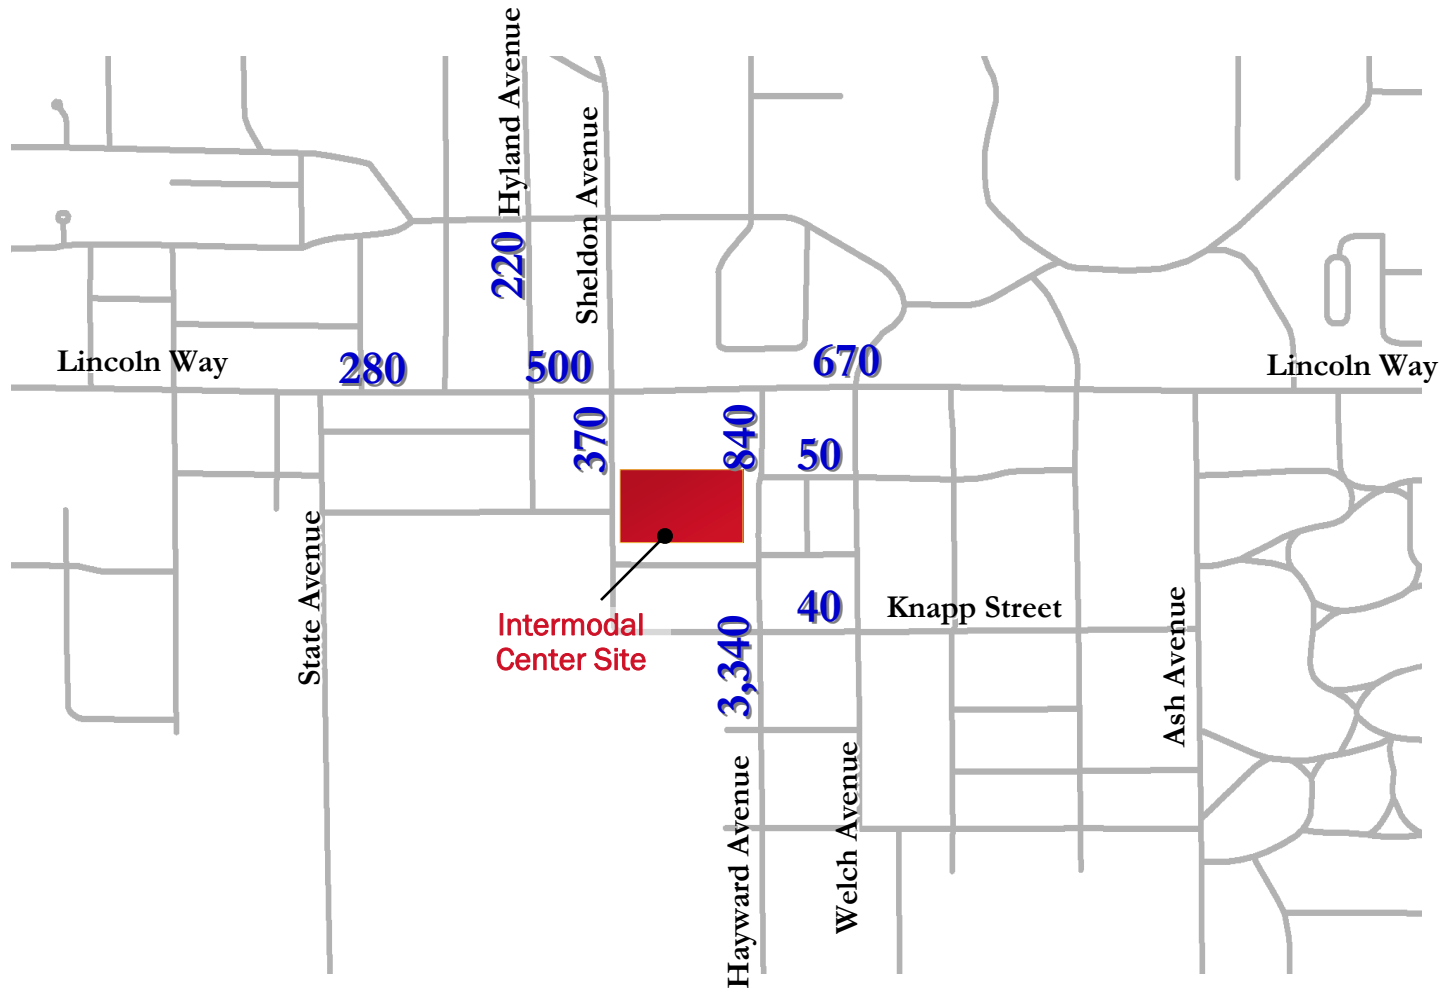 Hyland Avenue
Sheldon Avenue
220
Lincoln Way
280
500
670
Lincoln Way
370
840
50
State Avenue
Intermodal
Center Site
40
Knapp Street
3,340
Ash Avenue
Hayward Avenue
Welch Avenue